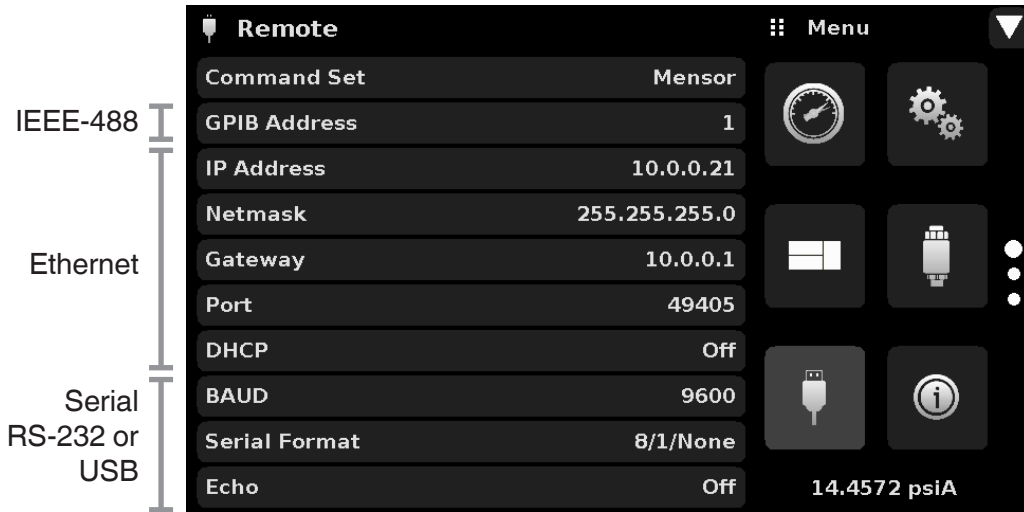 Remote
Command Set Mensor
GPIB Address 1
IP Address 10.0.0.21
Netmask 255.255.255.0
Gateway 10.0.0.1
Port 49405
DHCP Off
BAUD 9600
Serial Format 8/1/None
Echo Off
IEEE-488
Ethernet
Serial
RS-232 or
USB
Menu
14.4572 psiA